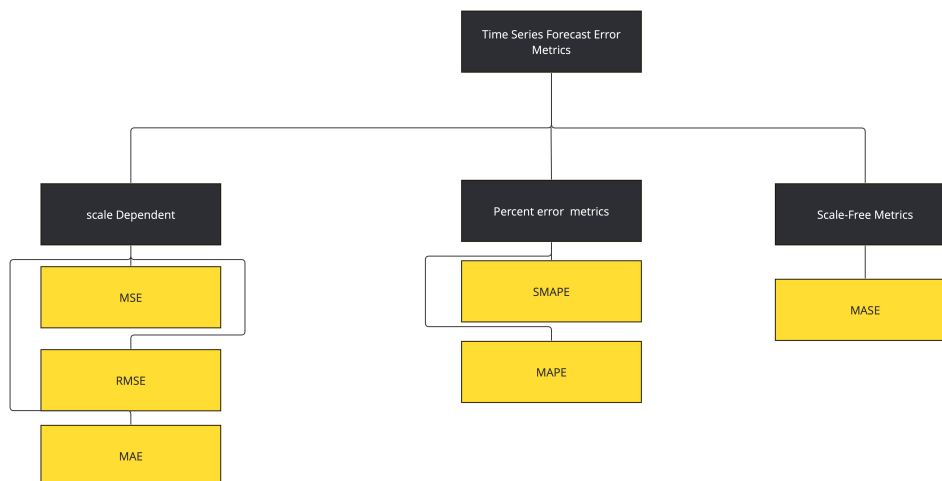 Time Series Forecast Error
Metrics
scale Dependent
Percent error  metrics
Scale-Free Metrics
MSE
SMAPE
MASE
RMSE
MAPE
MAE